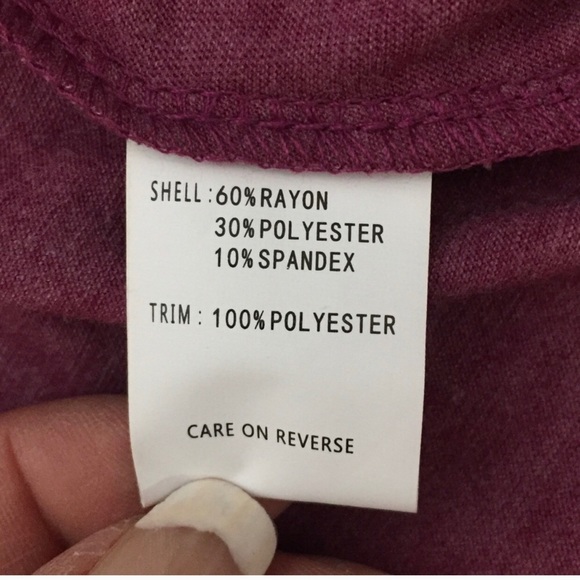 SHELL :60%RAYON
30%POLYESTER
10%SPANDEX
TRIM : 100%POLYESTER
CARE ON REVERSE